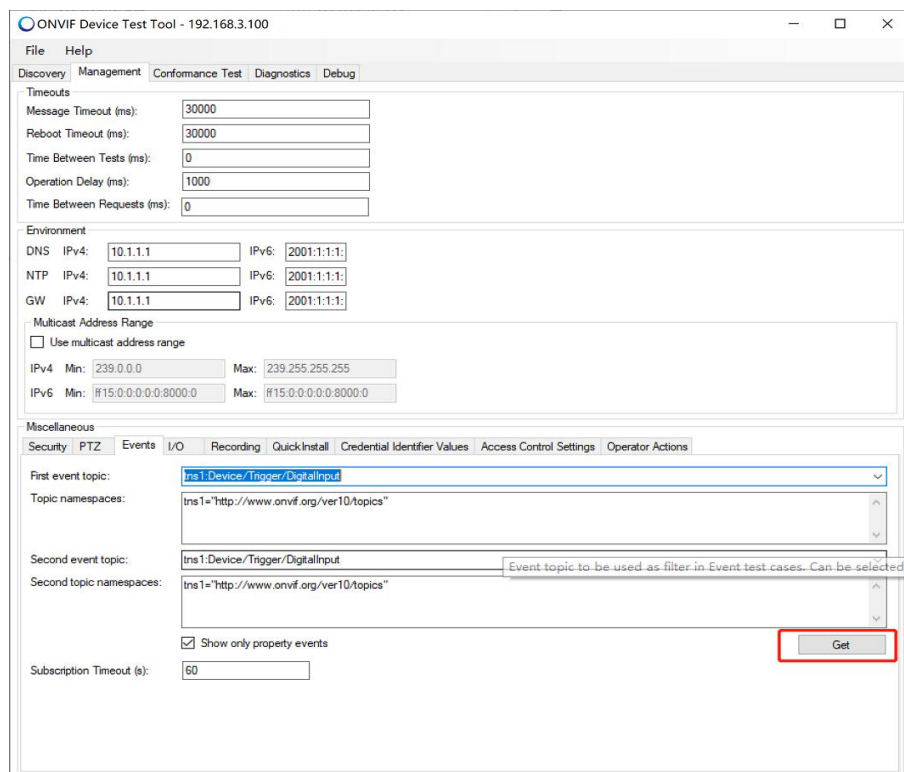 ONVIF Device Test Tool - 192.168.3.100
File Help
Discovery Management Conformance Test Diagnostics Debug
Timeouts
Message Timeout (ms): 30000
Reboot Timeout (ms): 30000
Time Between Tests (ms): 0
Operation Delay (ms): 1000
Time Between Requests (ms): 0
Environment
DNS IPv4: 10.1.1.1 IPv6: 2001:1:1:1:
NTP IPv4: 10.1.1.1 IPv6: 2001:1:1:1:
GW IPv4: 10.1.1.1 IPv6: 2001:1:1:1:
Multicast Address Range
Use multicast address range
IPv4 Min: 239.0.0.0 Max: 239.255.255.255
IPv6 Min: ff15:0:0:0:0:0:8000:0 Max: ff15:0:0:0:0:0:8000:0
Miscellaneous
Security PTZ Events I/O Recording QuickInstall Credential Identifier Values Access Control Settings Operator Actions
First event topic: tns1:Device/Trigger/DigitalInput
Topic namespaces: tns1="http://www.onvif.org/ver10/topics"
Second event topic: tns1:Device/Trigger/DigitalInput
Event topic to be used as filter in Event test cases. Can be selected
Second topic namespaces: tns1="http://www.onvif.org/ver10/topics"
Show only property events
Get
Subscription Timeout (s): 60